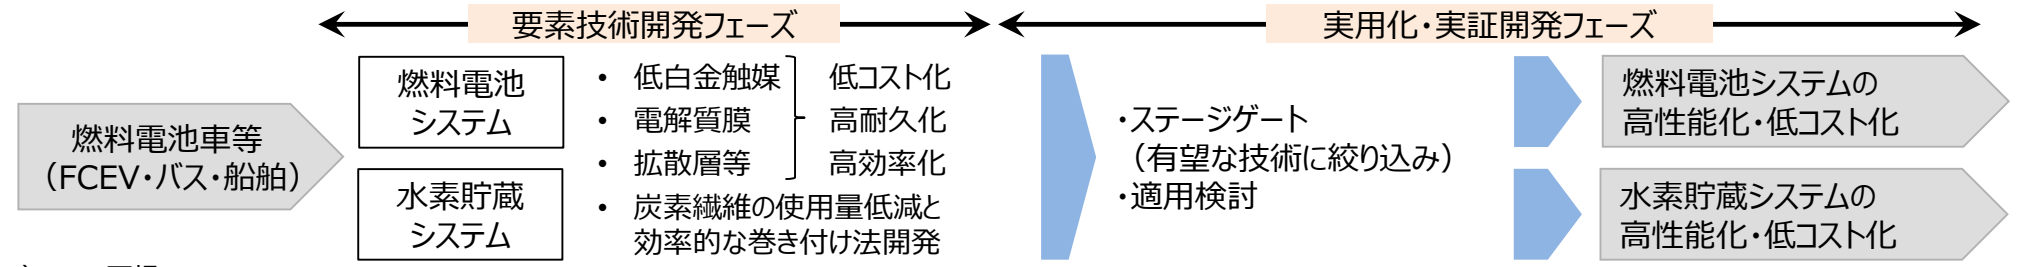 要素技術開発フェーズ
実用化・実証開発フェーズ
燃料電池車等
（FCEV・バス・船舶）
燃料電池
システム
水素貯蔵
システム
• 低白金触媒
• 電解質膜
• 拡散層等
低コスト化
高耐久化
高効率化
• 炭素繊維の使用量低減と
効率的な巻き付け法開発
・ステージゲート
（有望な技術に絞り込み）
・適用検討
燃料電池システムの
高性能化・低コスト化
水素貯蔵システムの
高性能化・低コスト化